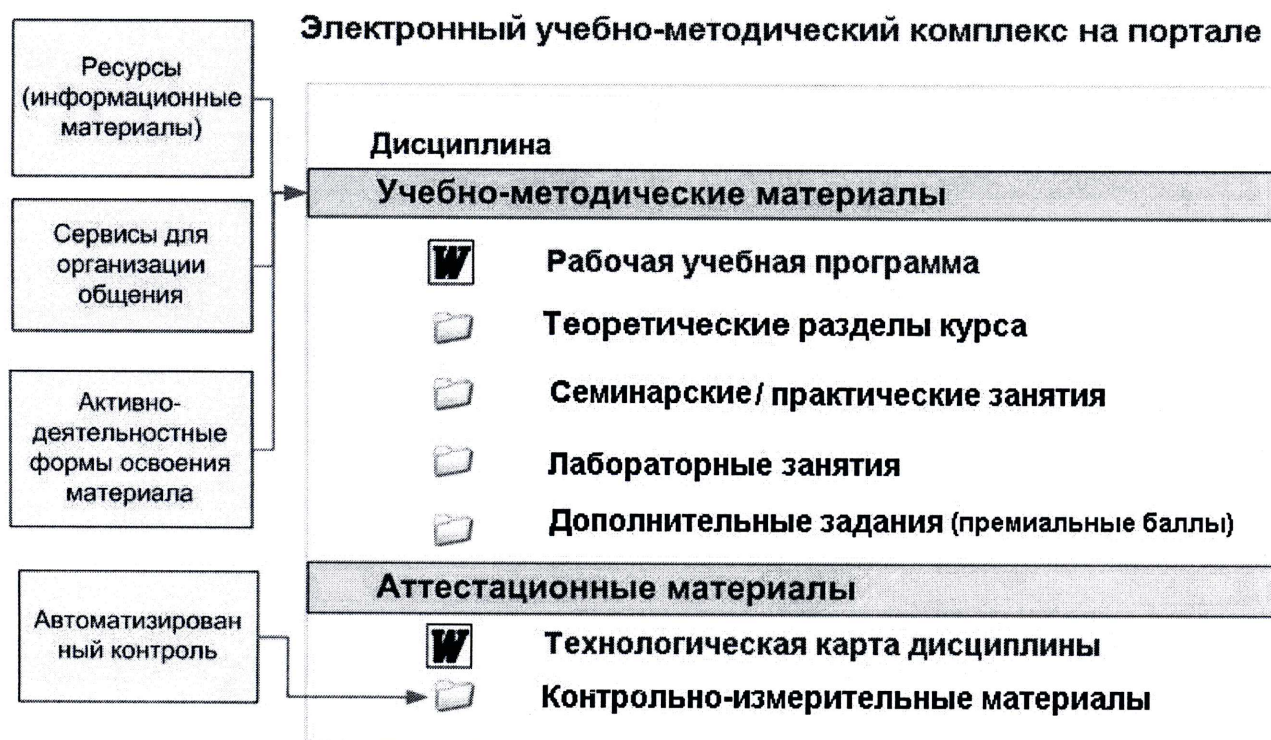 Электронный учебно-методический комплекс на портале
Ресурсы
(информационные
материалы)
Сервисы для
организации
общения
Активно-
деятельностные
формы освоения
материала
Автоматизирован
ный контроль
Дисциплина
Учебно-методические материалы
W Рабочая учебная программа
Теоретические разделы курса
Семинарские/ практические занятия
Лабораторные занятия
Дополнительные задания (премиальные баллы)
Аттестационные материалы
W Технологическая карта дисциплины
Контрольно-измерительные материалы